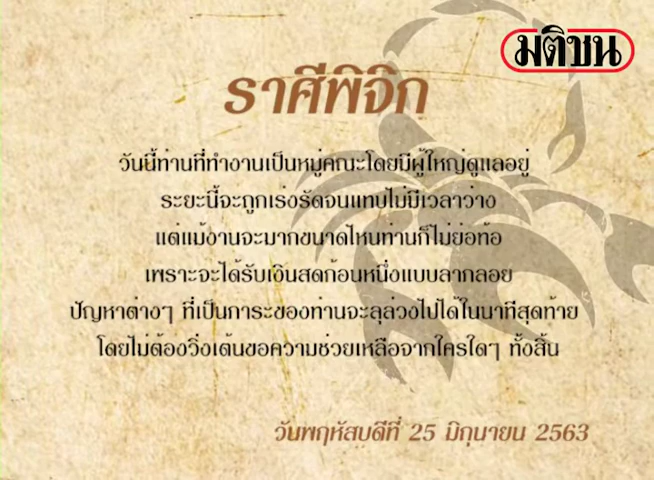 มติชน
ราศีพิจิก
วันนี้ท่านที่ทำงานเป็นหมู่คณะโดยมีผู้ใหญ่ดูแลอยู่
ระยะนี้จะถูกเร่งรัดจนแทบไม่มีเวลาว่าง
แต่แม้งานจะมากขนาดไหนท่านก็ไม่ย่อท้อ
เพราะจะได้รับเงินสดก้อนหนึ่งแบบลากลอย
ปัญหาต่างๆ ที่เป็นภาระของท่านจะลุล่วงไปได้ในนาทีสุดท้าย
โดยไม่ต้องวิ่งเต้นขอความช่วยเหลือจากใครใดๆ ทั้งสิ้น
วันพฤหัสบดีที่ 25 มิถุนายน 2563